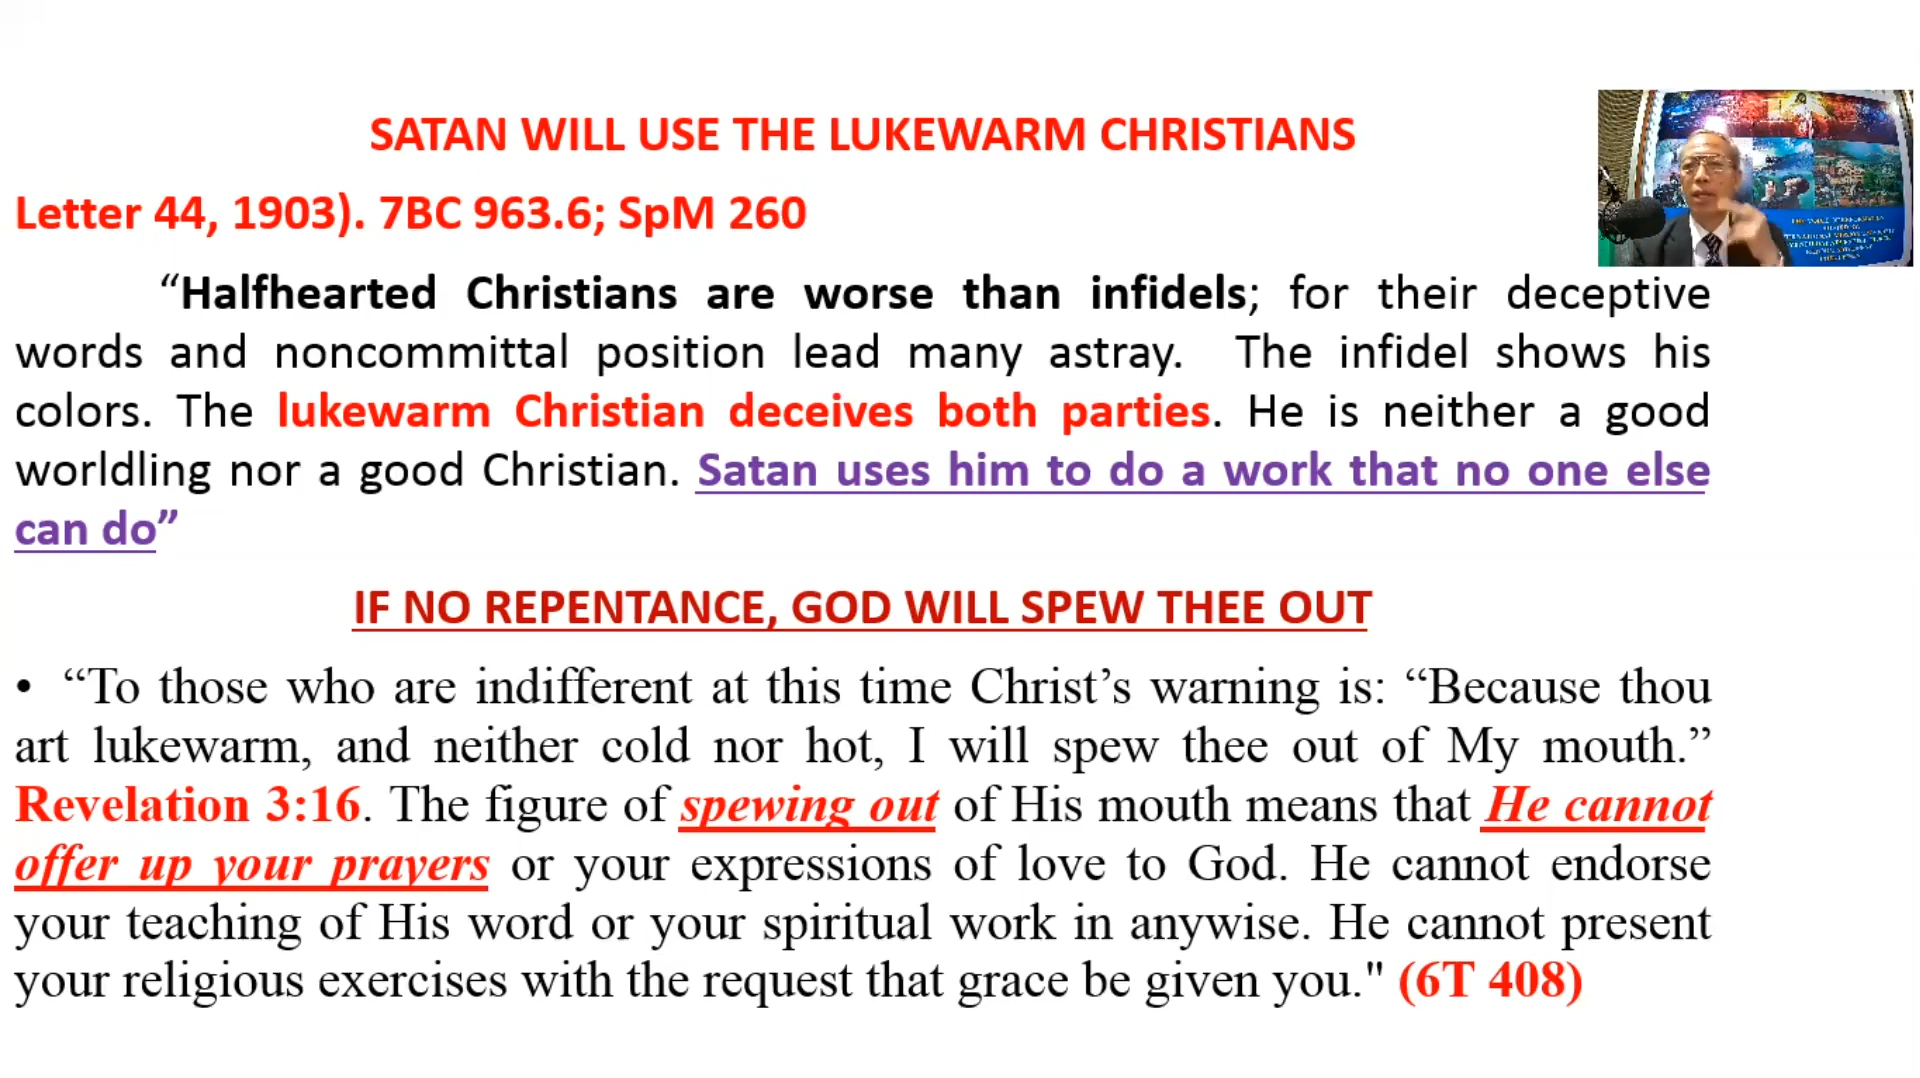 SATAN WILL USE THE LUKEWARM CHRISTIANS
Letter 44, 1903). 7BC 963.6; SpM 260
“Halfhearted Christians are worse than infidels; for their deceptive
words and noncommittal position lead many astray. The infidel shows his
colors. The lukewarm Christian deceives both parties. He is neither a good
worldling nor a good Christian. Satan uses him to do a work that no one else
can do”
IF NO REPENTANCE, GOD WILL SPEW THEE OUT
• “To those who are indifferent at this time Christ’s warning is: “Because thou
art lukewarm, and neither cold nor hot, I will spew thee out of My mouth.”
Revelation 3:16. The figure of spewing out of His mouth means that He cannot
offer up your prayers or your expressions of love to God. He cannot endorse
your teaching of His word or your spiritual work in anywise. He cannot present
your religious exercises with the request that grace be given you." (6T 408)